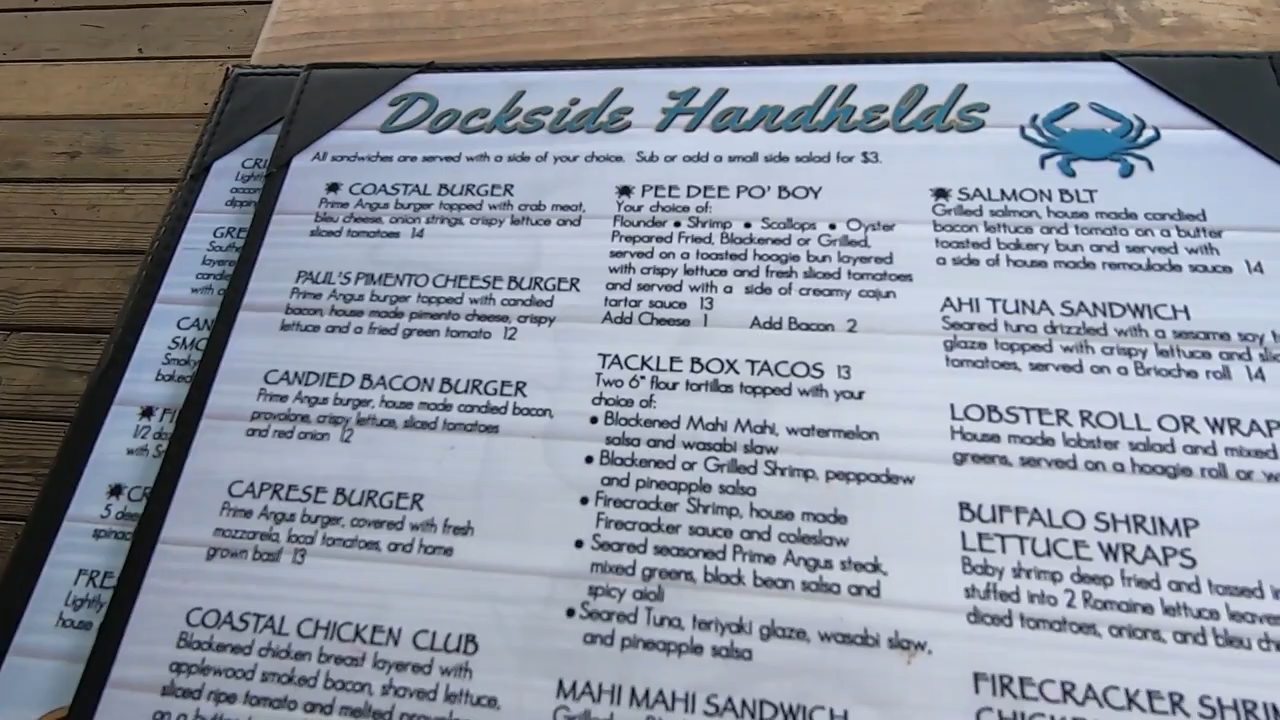 Dockside Handhelds
All sandwiches are served with a side of your choice. Sub or add a small side salad for $3.
COASTAL BURGER
Prime Angus burger topped with crab meat,
bleu cheese, onion strings, crispy lettuce and
sliced tomatoes 14
PAUL'S PIMENTO CHEESE BURGER
Prime Angus burger topped with candied
bacon, house made pimento cheese, crispy
lettuce and a fried green tomato 12
CANDIED BACON BURGER
Prime Angus burger, house made candied bacon,
provolone, crispy lettuce, sliced tomatoes
and red onion 12
CAPRESE BURGER
Prime Angus burger, covered with fresh
mozzarela, local tomatoes, and home
grown basil 13
COASTAL CHICKEN CLUB
Blackened chicken breast layered with
applewood smoked bacon, shaved lettuce,
sliced ripe tomato and melted
on a
PEE DEE PO' BOY
Your choice of:
Flounder • Shrimp • Scallops • Oyster
Prepared Fried, Blackened or Grilled,
served on a toasted hoagie bun layered
with crispy lettuce and fresh sliced tomatoes
and served with a side of creamy cajun
tartar sauce 13
Add Cheese 1 Add Bacon 2
TACKLE BOX TACOS 13
Two 6" flour tortillas topped with your
choice of:
• Blackened Mahi Mahi, watermelon
salsa and wasabi slaw
• Blackened or Grilled Shrimp, peppadew
and pineapple salsa
• Firecracker Shrimp, house made
Firecracker sauce and coleslaw
• Seared seasoned Prime Angus steak,
mixed greens, black bean salsa and
spicy aioli
• Seared Tuna, teriyaki glaze, wasabi slaw,
and pineapple salsa
MAHI MAHI SANDWICH
SALMON BLT
Grilled salmon, house made candied
bacon lettuce and tomato on a butter
toasted bakery bun and served with
a side of house made remoulade sauce 14
AHI TUNA SANDWICH
Seared tuna drizzled with a sesame soy
glaze topped with crispy lettuce and
tomatoes, served on a Brioche roll 14
LOBSTER ROLL OR WRAP
House made lobster salad and mixed
greens, served on a hoagie roll or
BUFFALO SHRIMP
LETTUCE WRAPS
Baby shrimp deep fried and tossed
stuffed into 2 Romaine lettuce leaves
diced tomatoes, onions, and bleu
FIRECRACKER